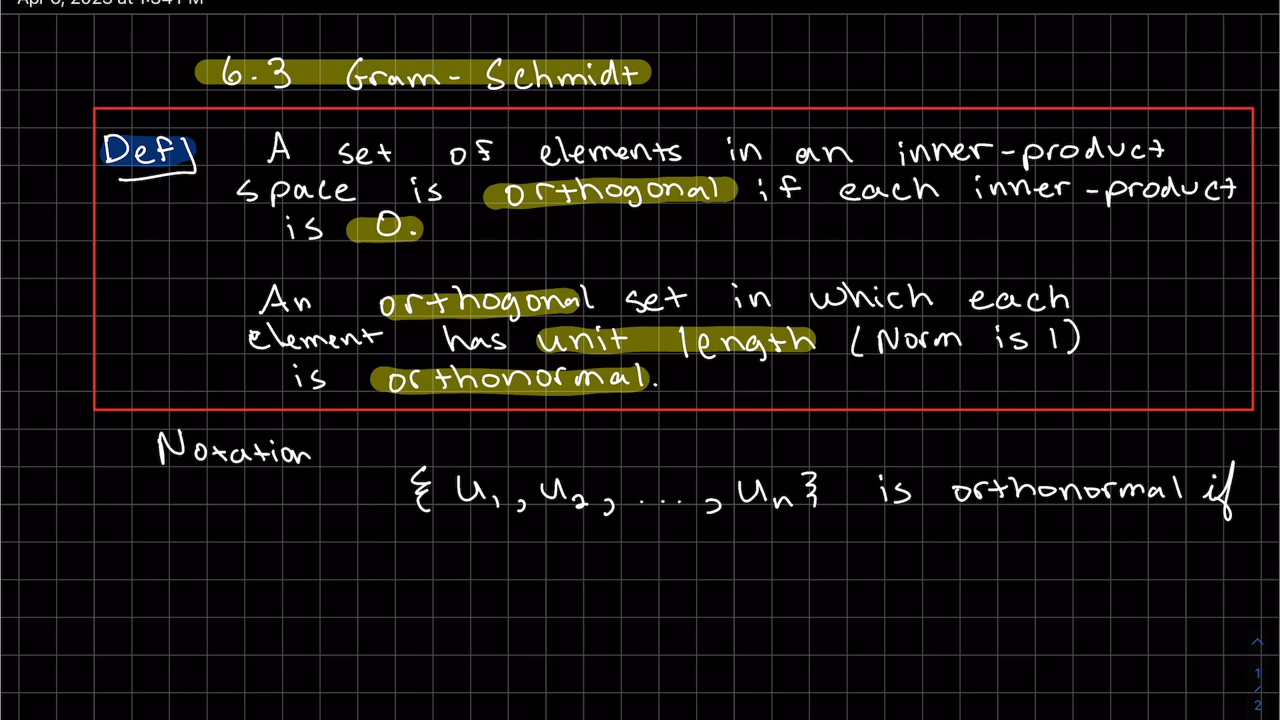 6.3 Gram-Schmidt
Def) A set of elements in an inner-product
space is orthogonal if each inner-product
is 0.
An orthogonal set in which each
element has unit length (Norm is 1)
is orthonormal.
Notation
{ u₁, u₂, ..., uₙ } is orthonormal if
1
2